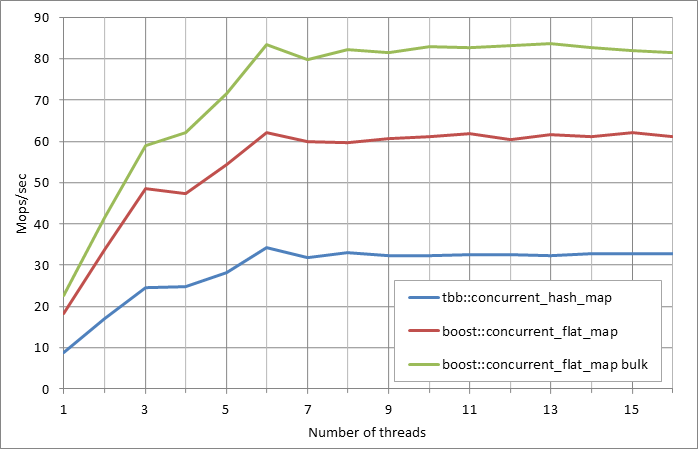 90
80
70
60
50
40
30
20
10
0
Mops/sec
tbb::concurrent_hash_map
boost::concurrent_flat_map
boost::concurrent_flat_map bulk
1 3 5 7 9 11 13 15
Number of threads